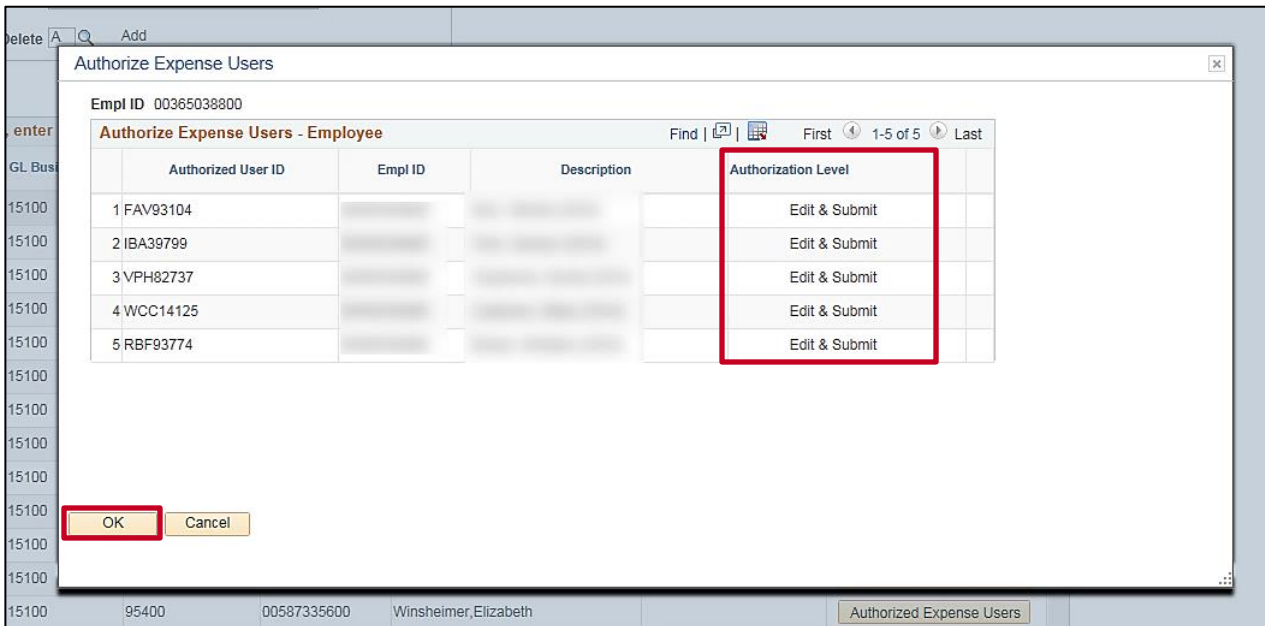 Delete A Add
Authorize Expense Users
Empl ID 00365038800
, enter
Authorize Expense Users - Employee Find | | First 1-5 of 5 Last
GL Busi
Authorized User ID Empl ID Description Authorization Level
15100 1 FAV93104 Edit & Submit
15100 2 IBA39799 Edit & Submit
15100 3 VPH82737 Edit & Submit
15100 4 WCC14125 Edit & Submit
15100 5 RBF93774 Edit & Submit
15100
15100
15100
15100
15100
OK Cancel
15100
15100
15100 95400 00587335600 Winsheimer,Elizabeth Authorized Expense Users